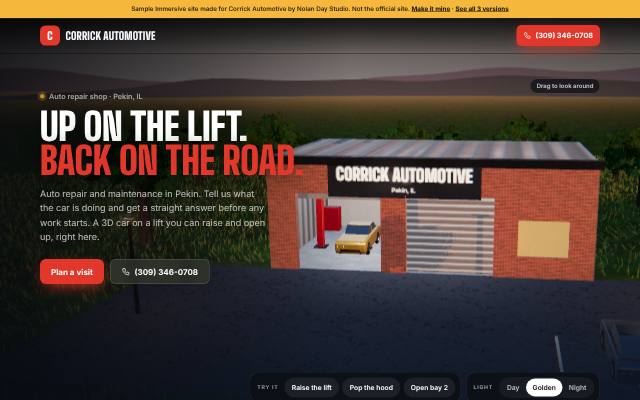 Sample Immersive site made for Corrick Automotive by Nolan Day Studio. Not the official site. Make it mine · See all 3 versions
C CORRICK AUTOMOTIVE
(309) 346-0708
Drag to look around
Auto repair shop · Pekin, IL
UP ON THE LIFT.
BACK ON THE ROAD.
Auto repair and maintenance in Pekin. Tell us what
the car is doing and get a straight answer before any
work starts. A 3D car on a lift you can raise and open
up, right here.
Plan a visit
(309) 346-0708
CORRICK AUTOMOTIVE
Pekin, IL
TRY IT Raise the lift Pop the hood Open bay 2
LIGHT Day Golden Night